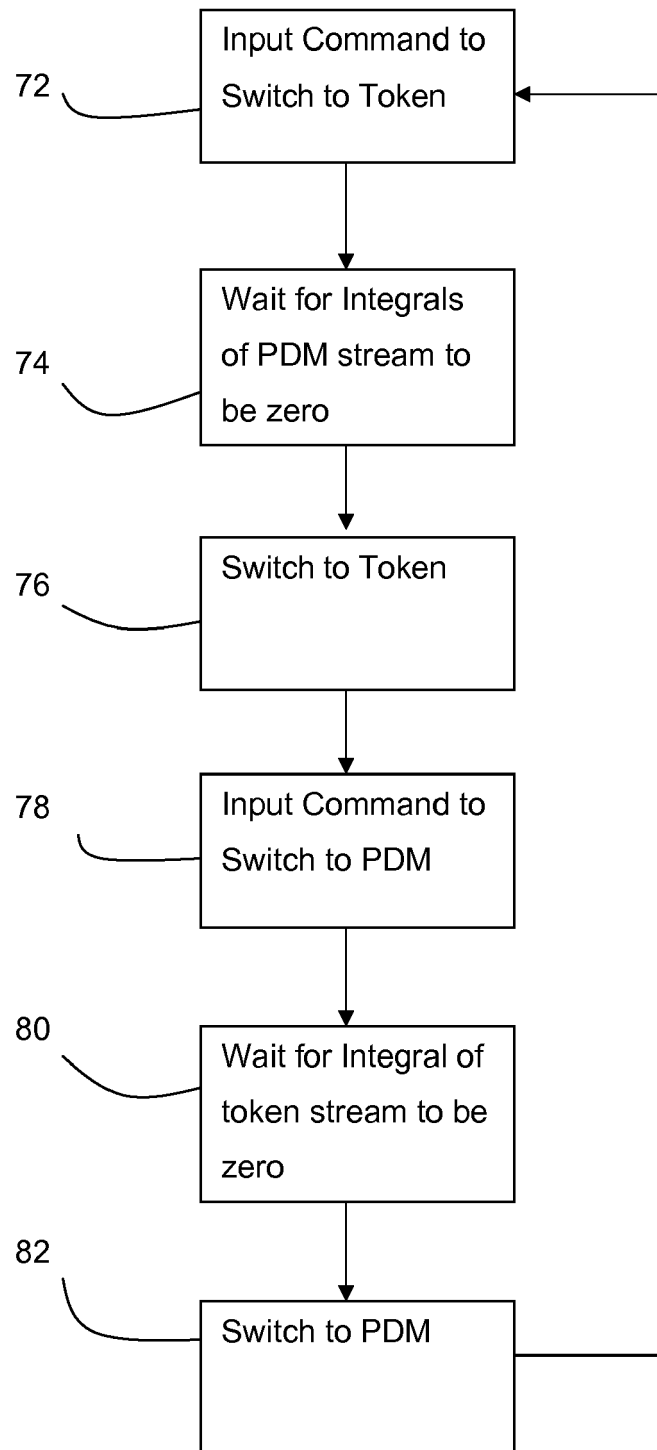 72
Input Command to
Switch to Token
74
Wait for Integrals
of PDM stream to
be zero
76
Switch to Token
78
Input Command to
Switch to PDM
80
Wait for Integral of
token stream to be
zero
82
Switch to PDM